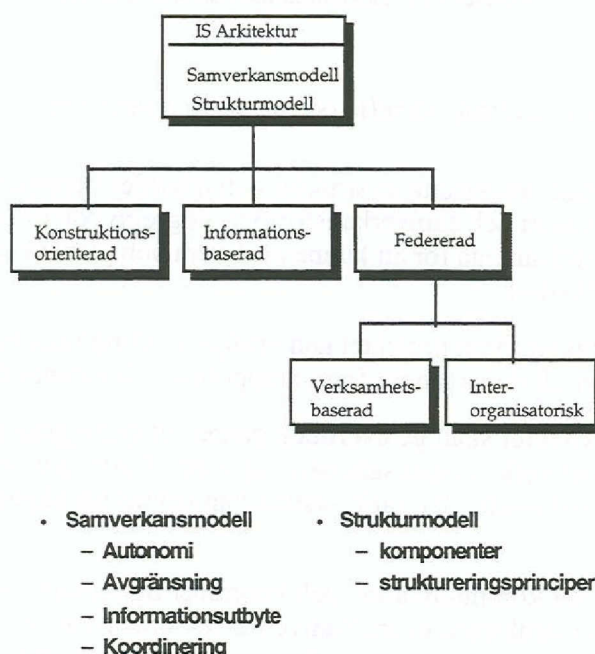 IS Arkitektur
Samverkansmodell
Strukturmodell
Konstruktions-
orienterad
Informations-
baserad
Federerad
Verksamhets-
baserad
Inter-
organisatorisk
• Samverkansmodell
– Autonomi
– Avgränsning
– Informationsutbyte
– Koordinering
• Strukturmodell
– komponenter
– struktureringsprinciper